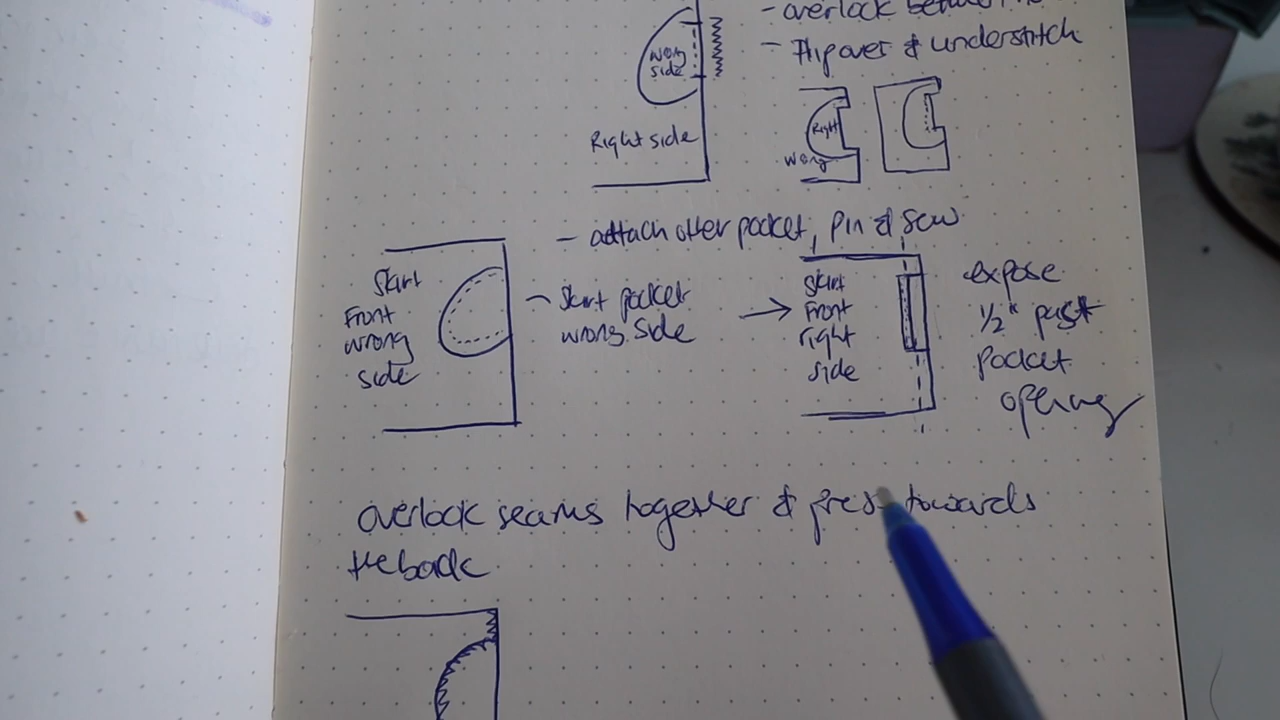 - overlock
- Flip over & understitch
wrong
side
Right side
Right
wrong
- attach other pocket, pin & sew
Skirt
Front
wrong
side
- Skirt pocket
wrong side
Skirt
Front
right
side
expose
1/2" past
pocket
opening
overlock seams together & press towards
the back